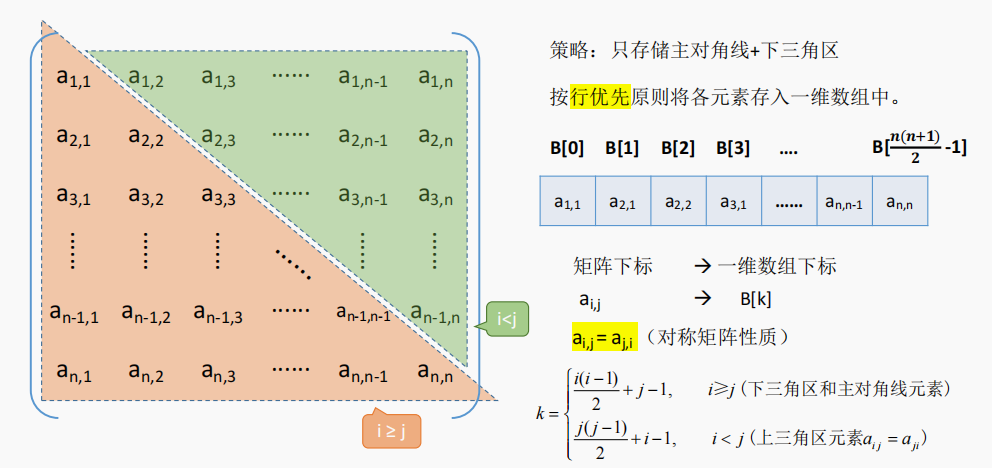 a1,1 a1,2 a1,3 ...... a1,n-1 a1,n
a2,1 a2,2 a2,3 ...... a2,n-1 a2,n
a3,1 a3,2 a3,3 ...... a3,n-1 a3,n
an-1,1 an-1,2 an-1,3 ...... an-1,n-1 an-1,n
an,1 an,2 an,3 ...... an,n-1 an,n
i<j
i ≥ j
策略：只存储主对角线+下三角区
按行优先原则将各元素存入一维数组中。
B[0] B[1] B[2] B[3] .... B[n(n+1)/2 -1]
a1,1 a2,1 a2,2 a3,1 ...... an,n-1 an,n
矩阵下标 → 一维数组下标
ai,j → B[k]
ai,j = aj,i（对称矩阵性质）
k = { i(i−1)/2 + j−1, i≥j (下三角区和主对角线元素)
j(j−1)/2 + i−1, i < j (上三角区元素aij = aji)